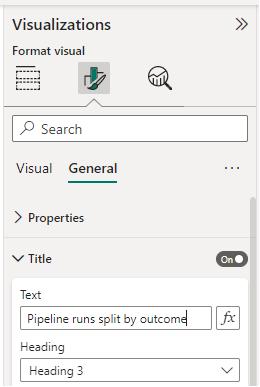 Visualizations
Format visual
Search
Visual General
Properties
Title On
Text
Pipeline runs split by outcome fx
Heading
Heading 3